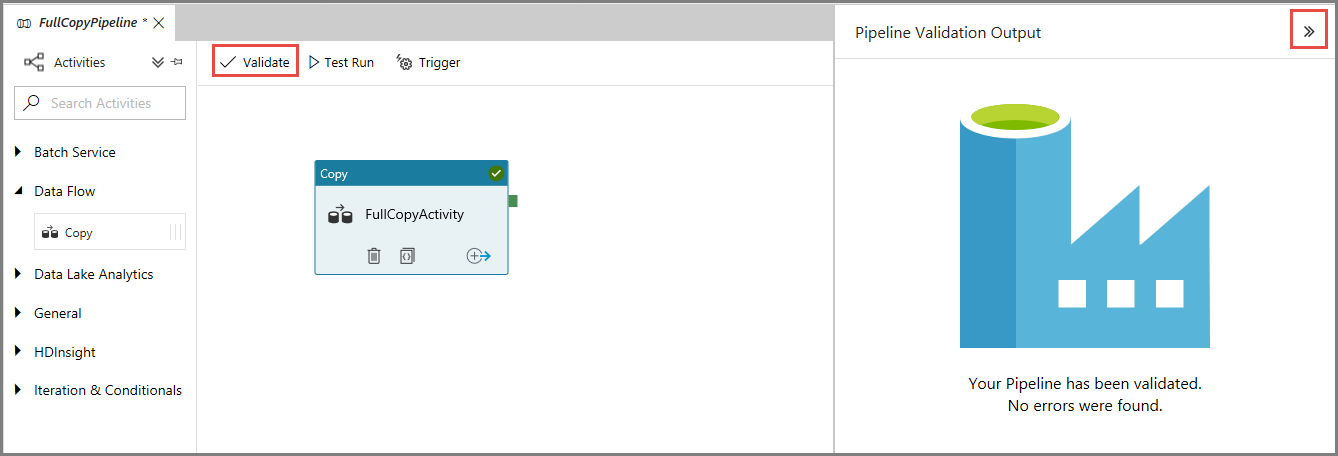 FullCopyPipeline *
Activities
Search Activities
Batch Service
Data Flow
Copy
Data Lake Analytics
General
HDInsight
Iteration & Conditionals
Validate
Test Run
Trigger
Copy
FullCopyActivity
Pipeline Validation Output
Your Pipeline has been validated.
No errors were found.